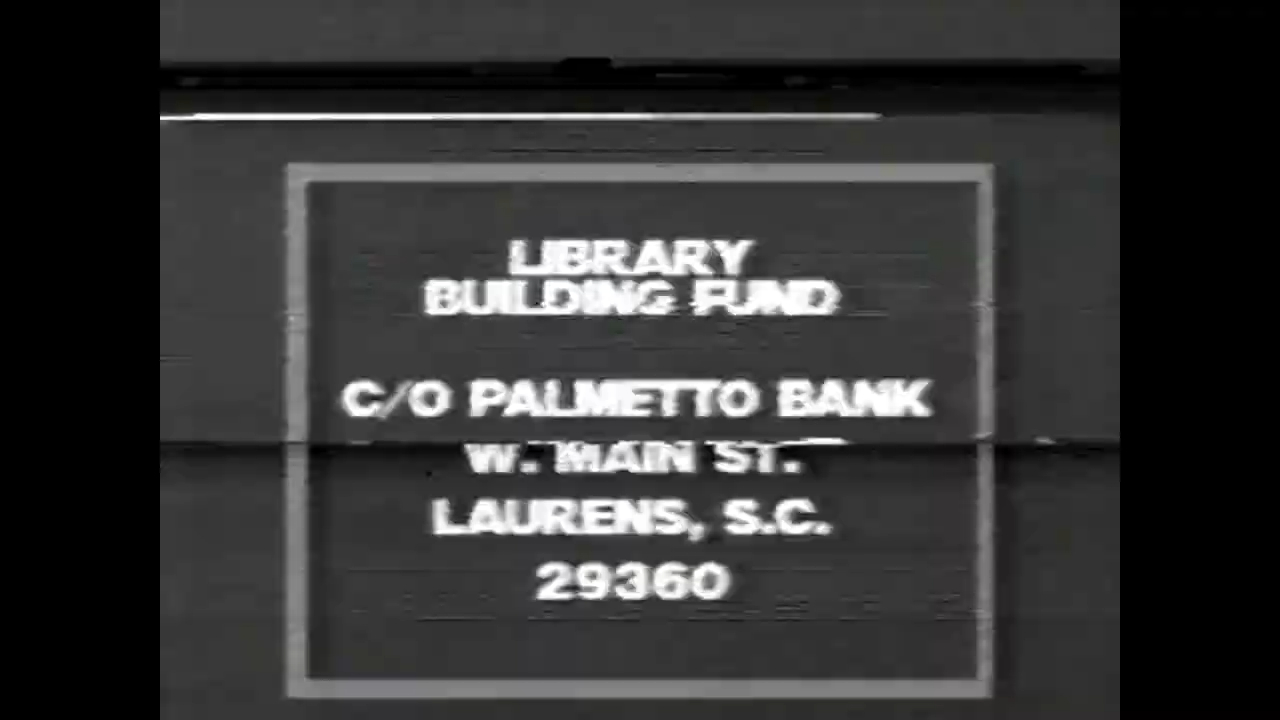 LIBRARY
BUILDING FUND
C/O PALMETTO BANK
W. MAIN ST.
LAURENS, S.C.
29360